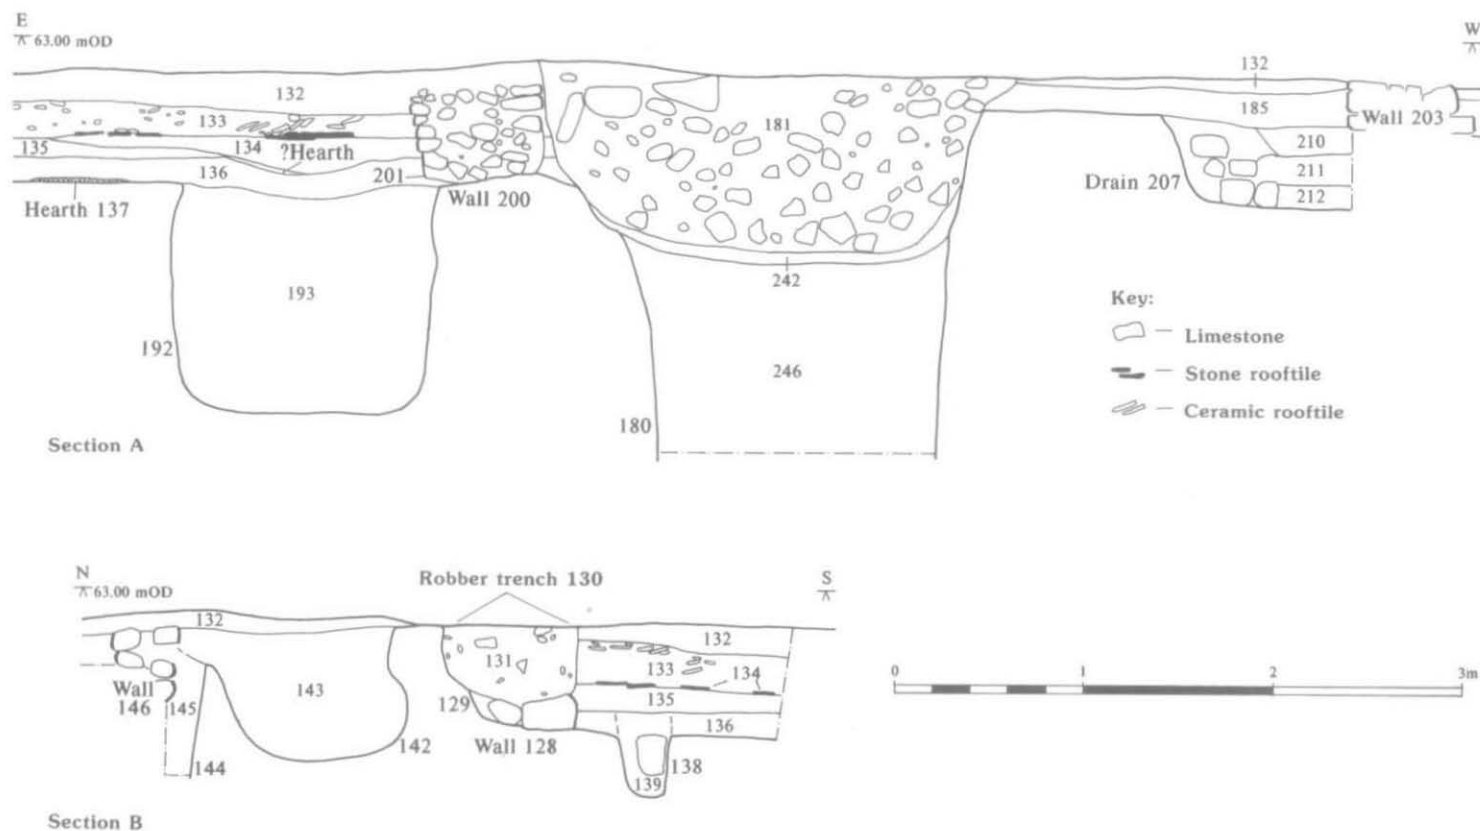 E
63.00 mOD
W
132
132
185
133
181
Wall 203
135
134
?Hearth
210
136
201
211
Hearth 137
Wall 200
Drain 207
212
242
193
Key:
Limestone
192
246
Stone rooftile
180
Ceramic rooftile
Section A
N
63.00 mOD
Robber trench 130
S
132
132
131
133
134
143
Wall
146
145
129
135
136
142
Wall 128
138
144
139
0
1
2
3m
Section B